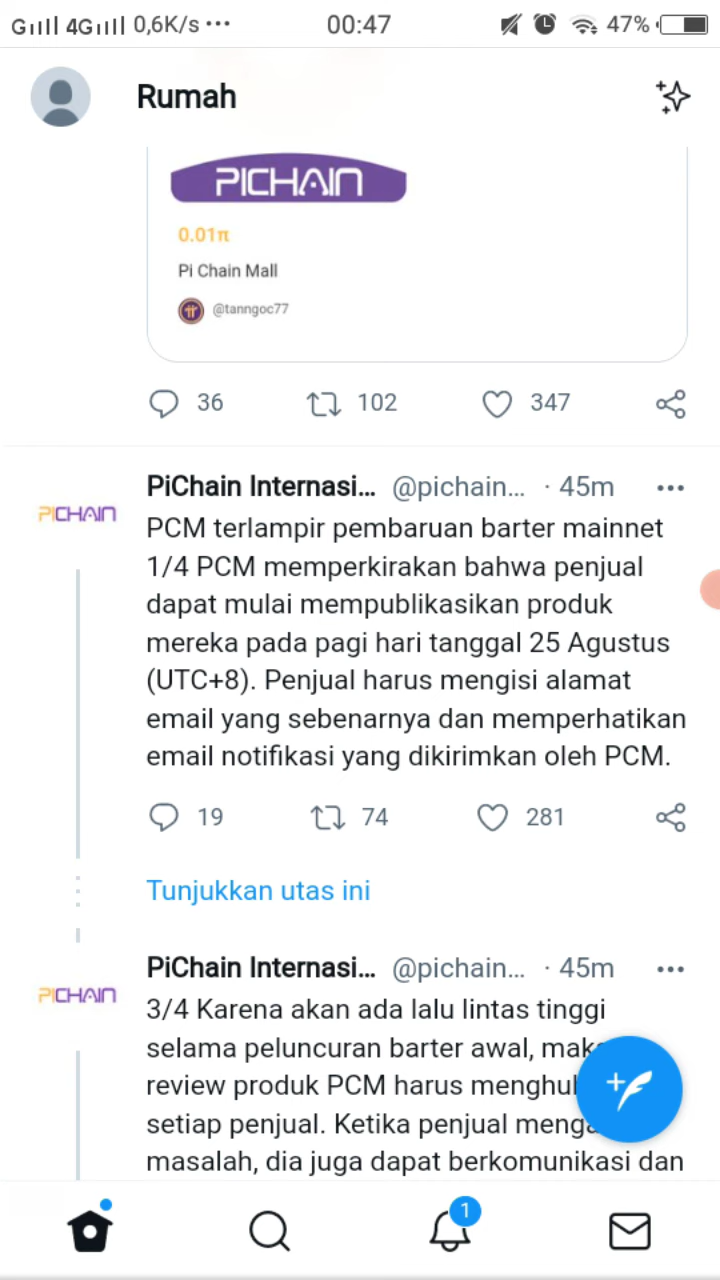 G 4G 0,6K/s ••• 00:47 47%
Rumah
PICHAIN
0.01π
Pi Chain Mall
@tanngoc77
36 102 347
PiChain Internasi... @pichain... · 45m
PICHAIN
PCM terlampir pembaruan barter mainnet
1/4 PCM memperkirakan bahwa penjual
dapat mulai mempublikasikan produk
mereka pada pagi hari tanggal 25 Agustus
(UTC+8). Penjual harus mengisi alamat
email yang sebenarnya dan memperhatikan
email notifikasi yang dikirimkan oleh PCM.
19 74 281
Tunjukkan utas ini
PiChain Internasi... @pichain... · 45m
PICHAIN
3/4 Karena akan ada lalu lintas tinggi
selama peluncuran barter awal,
review produk PCM harus
setiap penjual. Ketika penjual
masalah, dia juga dapat berkomunikasi dan
1